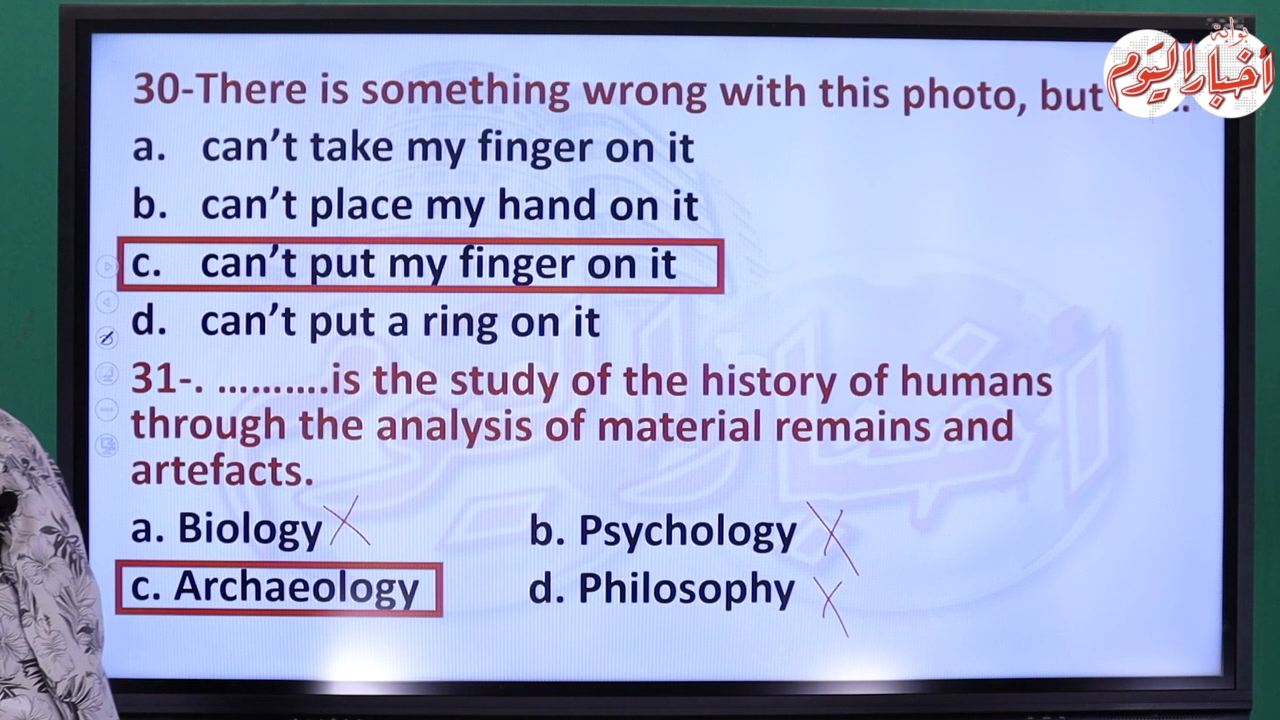 بوابة
أخبار اليوم
30-There is something wrong with this photo, but
a. can't take my finger on it
b. can't place my hand on it
c. can't put my finger on it
d. can't put a ring on it
31-. ..........is the study of the history of humans
through the analysis of material remains and
artefacts.
a. Biology X b. Psychology X
c. Archaeology d. Philosophy X